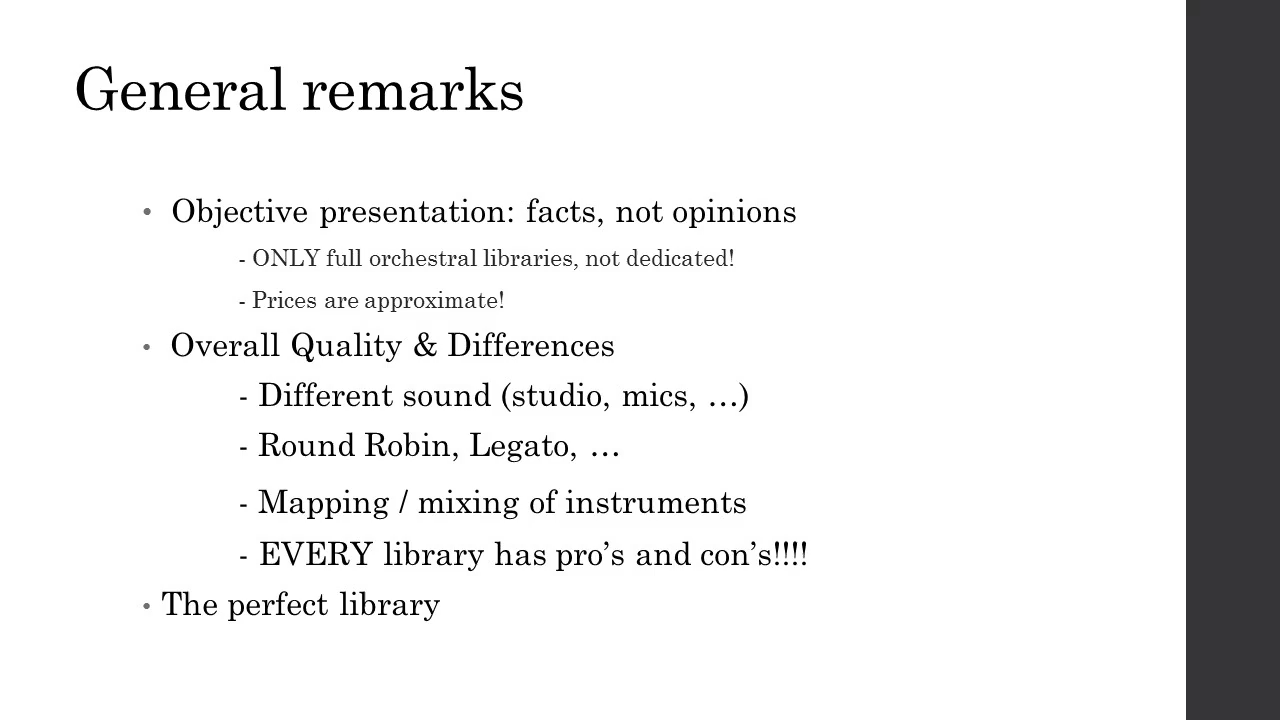 General remarks
• Objective presentation: facts, not opinions
- ONLY full orchestral libraries, not dedicated!
- Prices are approximate!
• Overall Quality & Differences
- Different sound (studio, mics, …)
- Round Robin, Legato, …
- Mapping / mixing of instruments
- EVERY library has pro’s and con’s!!!!
• The perfect library